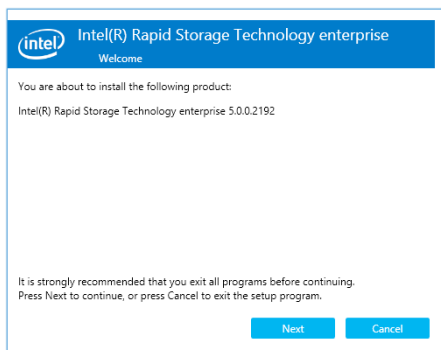 intel
Intel(R) Rapid Storage Technology enterprise
Welcome
You are about to install the following product:
Intel(R) Rapid Storage Technology enterprise 5.0.0.2192
It is strongly recommended that you exit all programs before continuing.
Press Next to continue, or press Cancel to exit the setup program.
Next Cancel